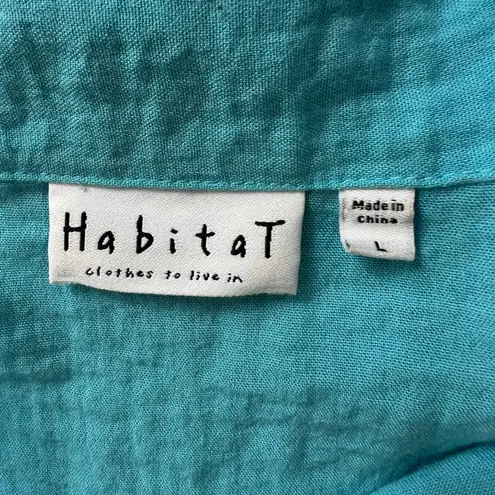 HabitaT
clothes to live in
Made in
China
L